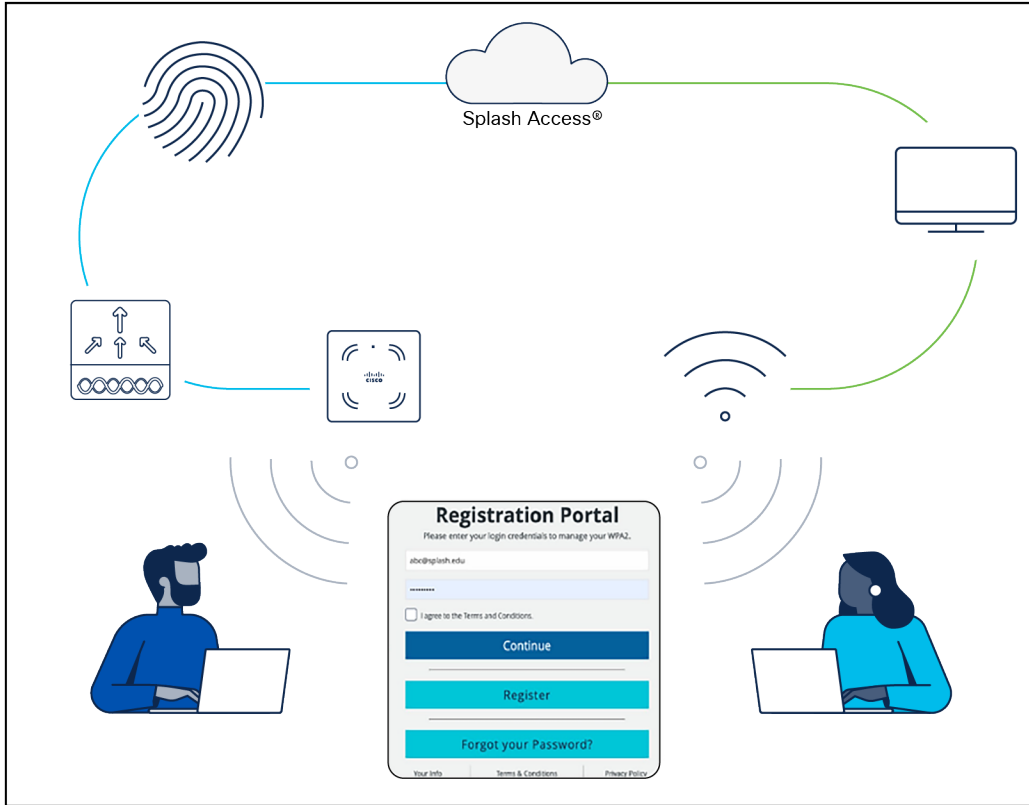 Splash Access®
CISCO
Registration Portal
Please enter your login credentials to manage your WPA2.
abc@splash.edu
•••••••••
I agree to the Terms and Conditions.
Continue
Register
Forgot your Password?
Your Info Terms & Conditions Privacy Policy